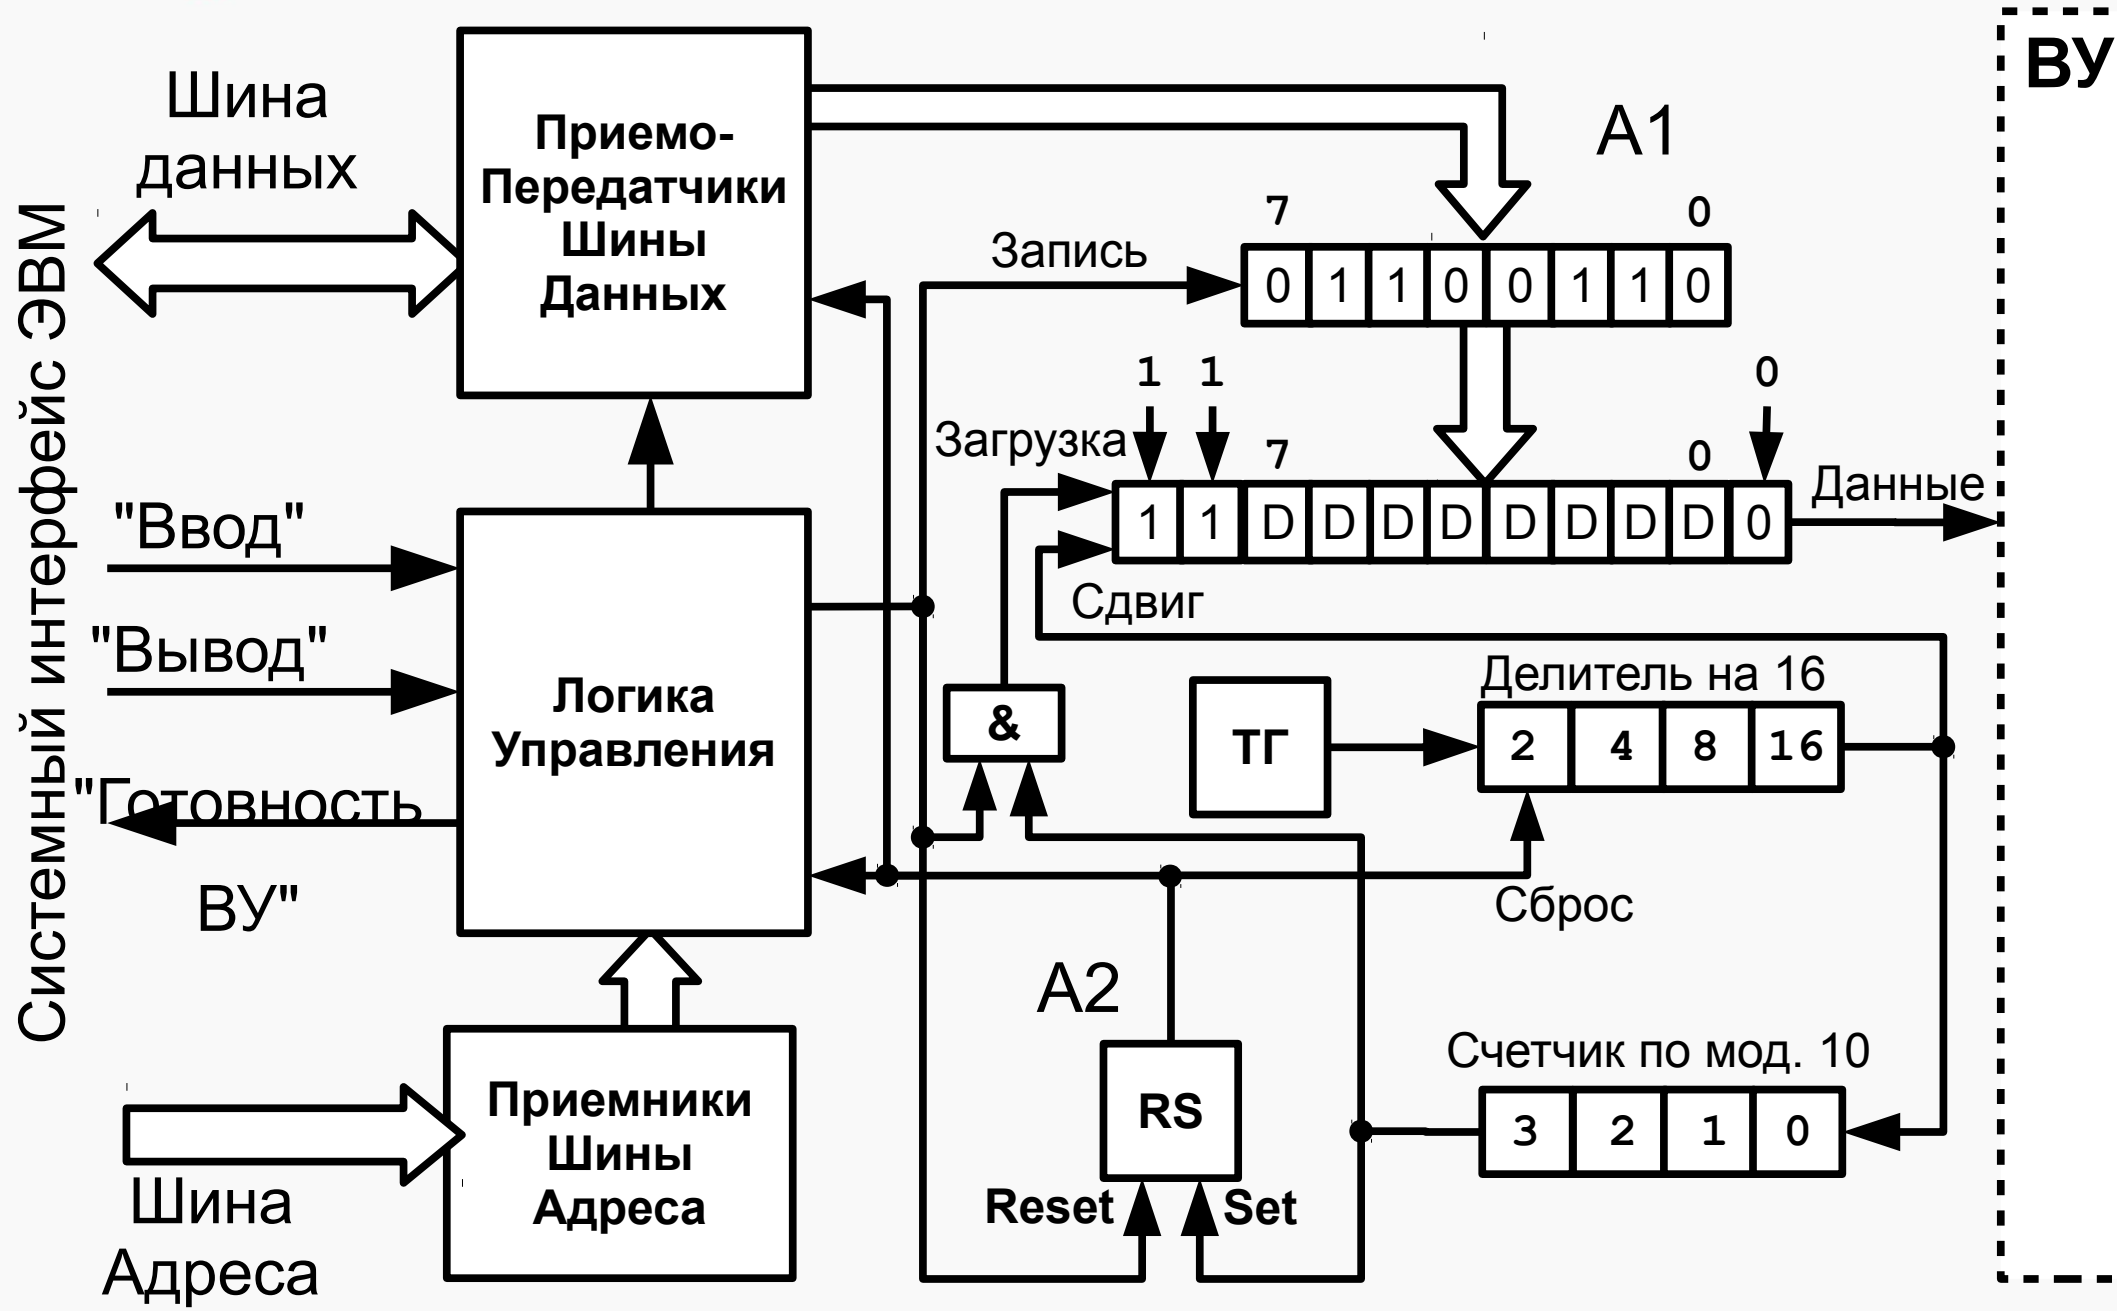 Системный интерфейс ЭВМ
Шина
данных
"Ввод"
"Вывод"
"Готовность
ВУ"
Шина
Адреса
Приемо-
Передатчики
Шины
Данных
Логика
Управления
Приемники
Шины
Адреса
A1
7 0
Запись
0 1 1 0 0 1 1 0
1 1 0
Загрузка
7 0
1 1 D D D D D D D D 0
Данные
Сдвиг
&
ТГ
Делитель на 16
2 4 8 16
Сброс
A2
RS
Reset Set
Счетчик по мод. 10
3 2 1 0
ВУ